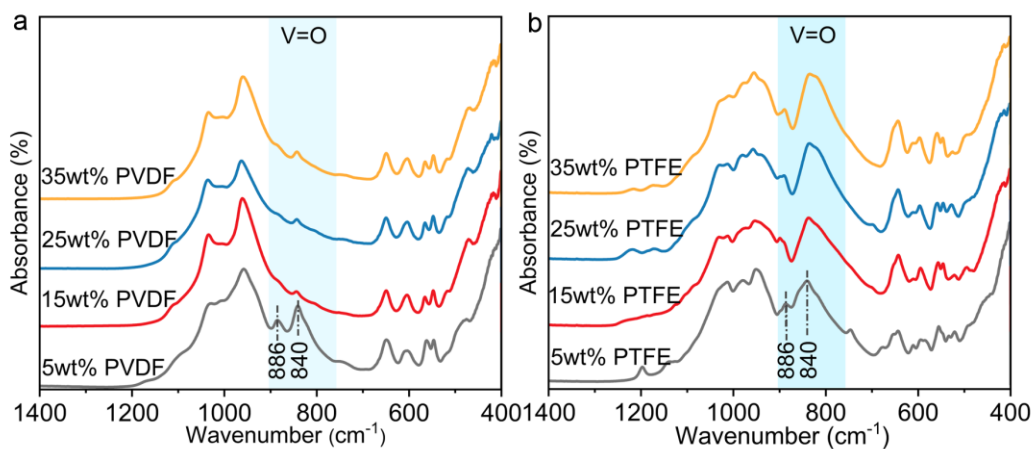 a
V=O
35wt% PVDF
25wt% PVDF
15wt% PVDF
5wt% PVDF
886
840
Absorbance (%)
1400 1200 1000 800 600 400
Wavenumber (cm⁻¹)
b
V=O
35wt% PTFE
25wt% PTFE
15wt% PTFE
5wt% PTFE
886
840
Absorbance (%)
1400 1200 1000 800 600 400
Wavenumber (cm⁻¹)